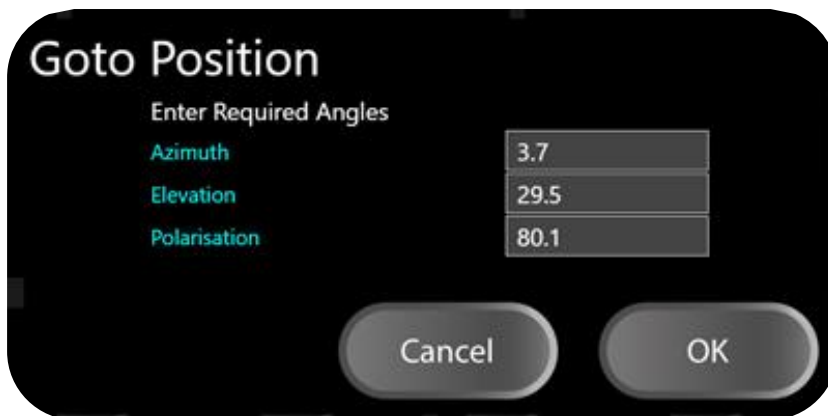 Goto Position
Enter Required Angles
Azimuth 3.7
Elevation 29.5
Polarisation 80.1
Cancel OK